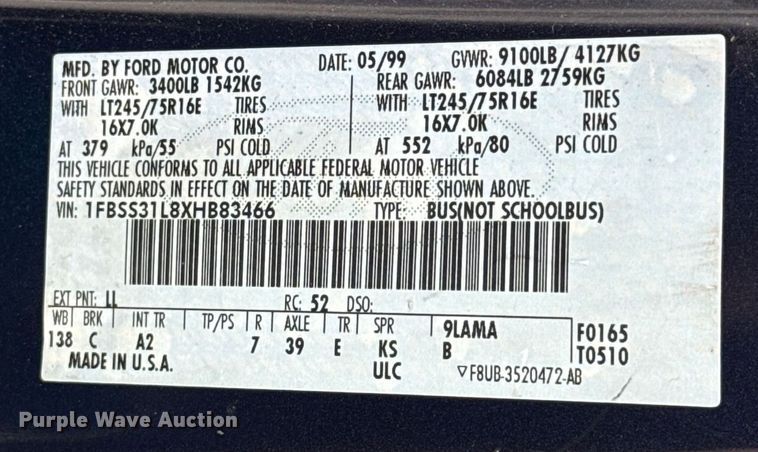 MFD. BY FORD MOTOR CO. DATE: 05/99 GVWR: 9100LB/ 4127KG
FRONT GAWR: 3400LB 1542KG REAR GAWR: 6084LB 2759KG
WITH LT245/75R16E TIRES WITH LT245/75R16E TIRES
16X7.0K RIMS 16X7.0K RIMS
AT 379 kPa/55 PSI COLD AT 552 kPa/80 PSI COLD
THIS VEHICLE CONFORMS TO ALL APPLICABLE FEDERAL MOTOR VEHICLE
SAFETY STANDARDS IN EFFECT ON THE DATE OF MANUFACTURE SHOWN ABOVE.
VIN: 1FBSS31L8XHB83466 TYPE: BUS(NOT SCHOOLBUS)
EXT PNT: LL RC: 52 DSO:
WB BRK INT TR TP/PS R AXLE TR SPR 9LAMA F0165
138 C A2 7 39 E KS B T0510
MADE IN U.S.A. ULC ▽F8UB-3520472-AB
Purple Wave Auction